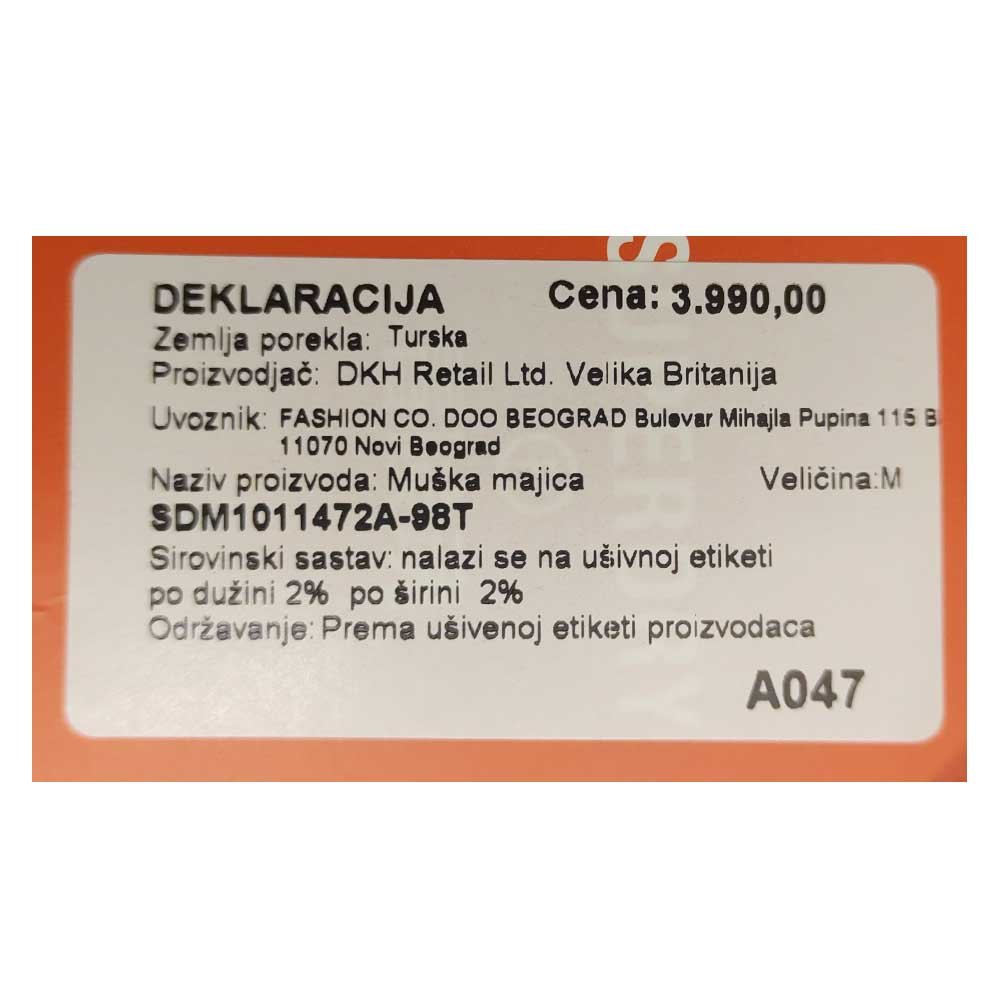 SUPERDRY
DEKLARACIJA Cena: 3.990,00
Zemlja porekla: Turska
Proizvodjač: DKH Retail Ltd. Velika Britanija
Uvoznik: FASHION CO. DOO BEOGRAD Bulevar Mihajla Pupina 115 B
11070 Novi Beograd
Naziv proizvoda: Muška majica Veličina:M
SDM1011472A-98T
Sirovinski sastav: nalazi se na ušivnoj etiketi
po dužini 2% po širini 2%
Održavanje: Prema ušivenoj etiketi proizvodaca
A047